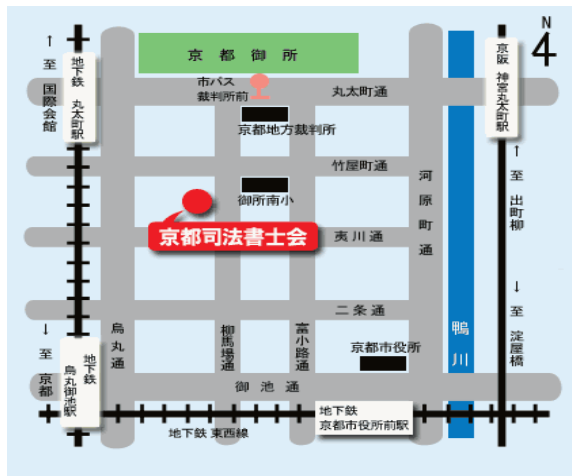 N
京都御所
↑至国際会館
地下鉄 丸太町駅
市バス
裁判所前
丸太町通
京阪 神宮丸太町駅
京都地方裁判所
竹屋町通
御所南小
河原町通
↑至出町柳
京都司法書士会
夷川通
二条通
↓至淀屋橋
鴨川
烏丸通
柳馬場通
富小路通
京都市役所
↓至京都
地下鉄
烏丸御池駅
御池通
地下鉄
京都市役所前駅
地下鉄 東西線